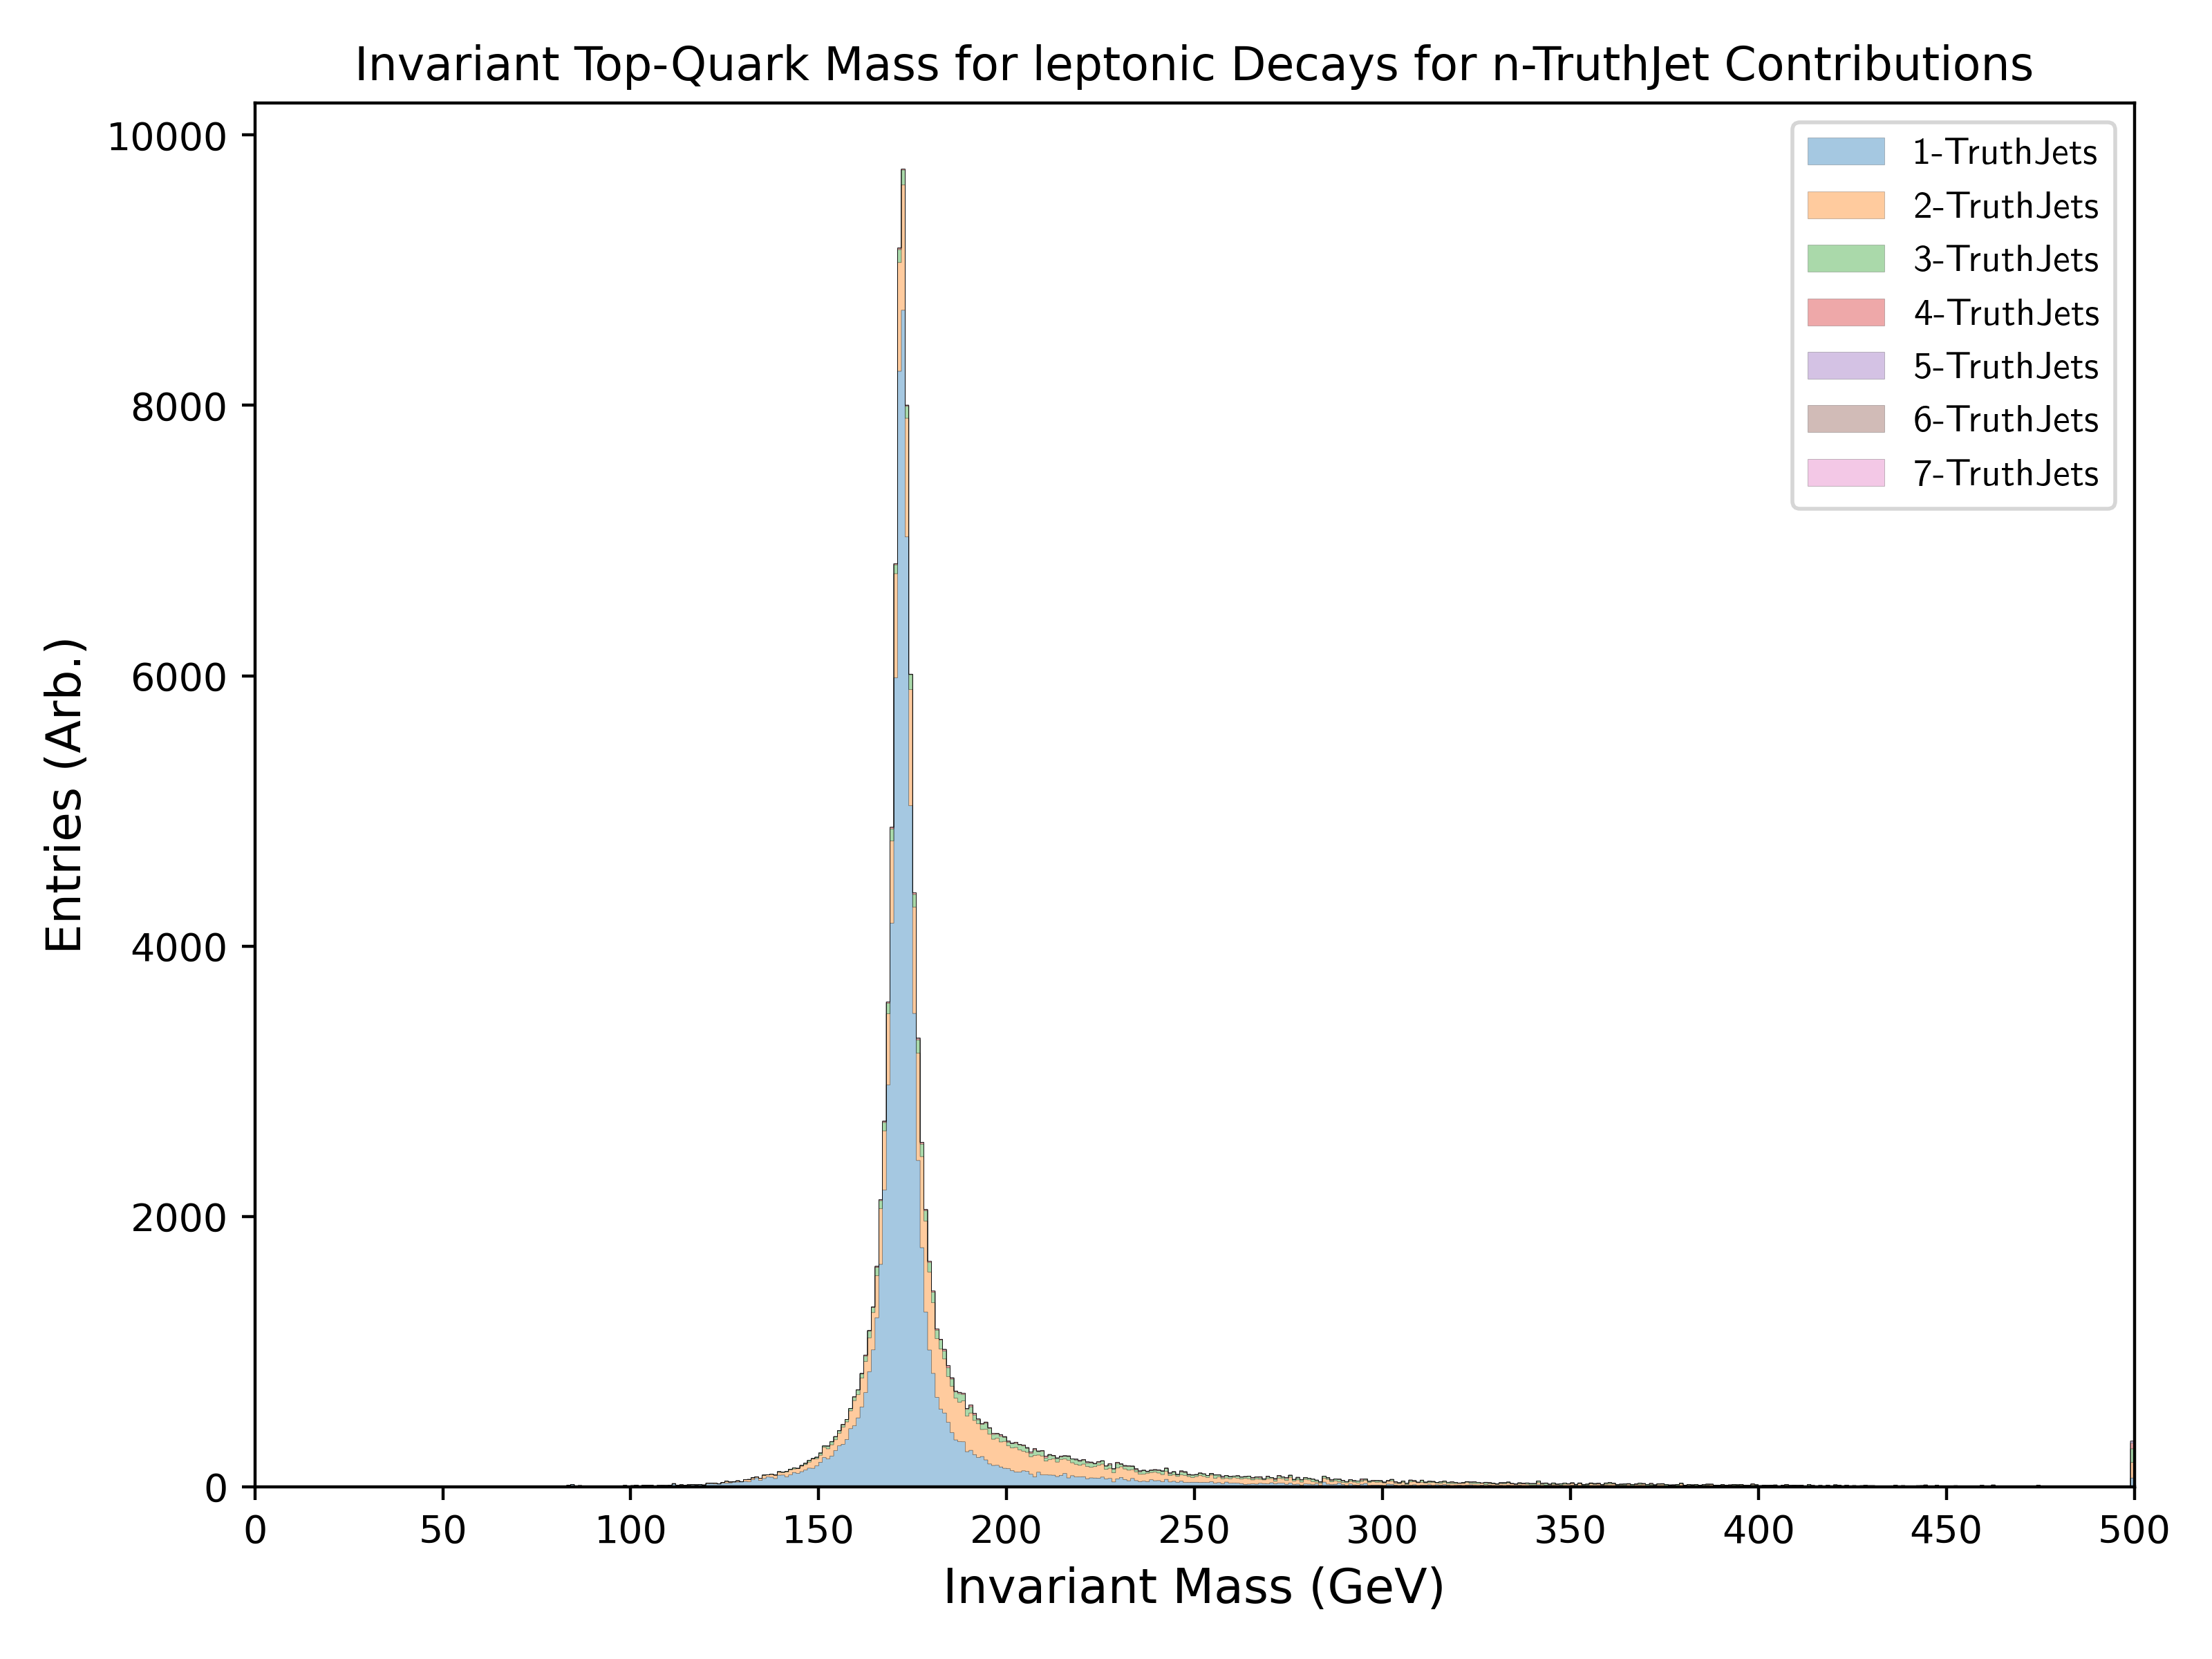 Invariant Top-Quark Mass for leptonic Decays for n-TruthJet Contributions
10000
8000
6000
4000
2000
0
Entries (Arb.)
1-TruthJets
2-TruthJets
3-TruthJets
4-TruthJets
5-TruthJets
6-TruthJets
7-TruthJets
0 50 100 150 200 250 300 350 400 450 500
Invariant Mass (GeV)